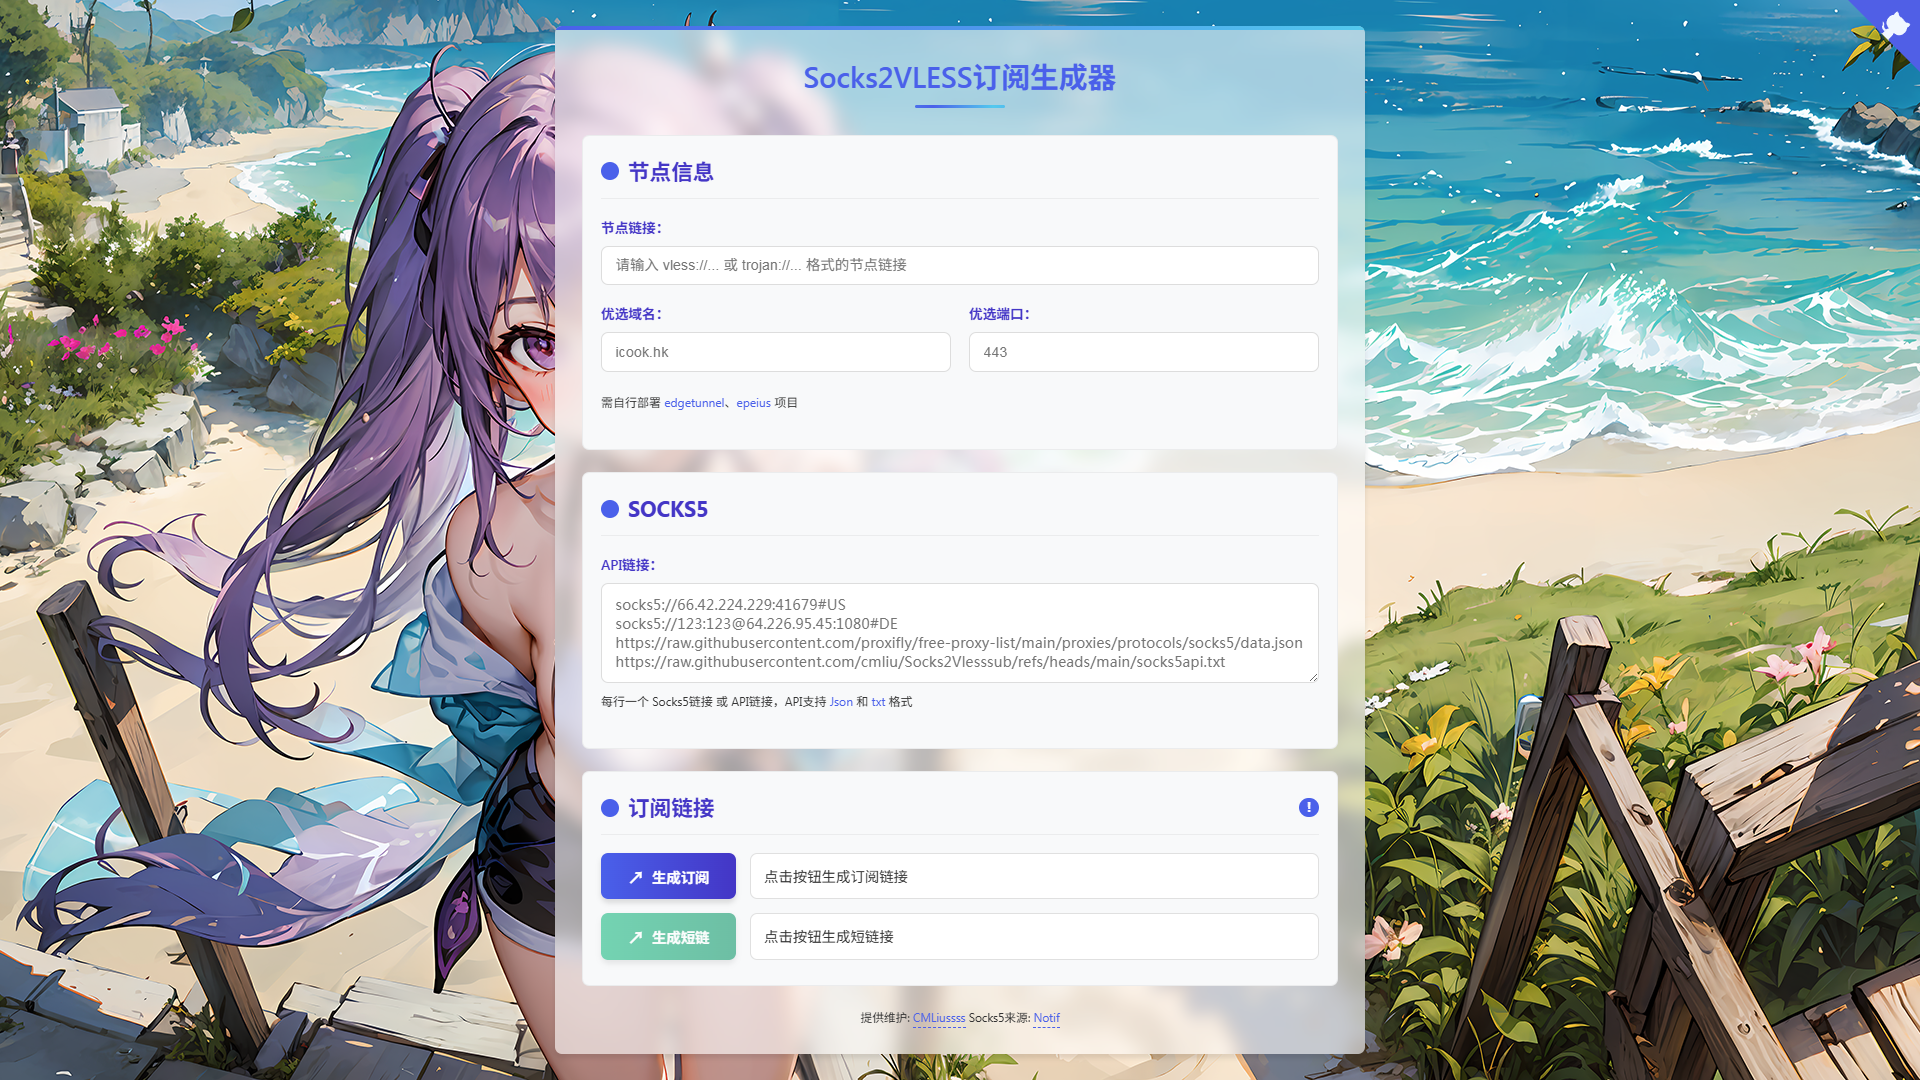 Socks2VLESS订阅生成器
节点信息
节点链接：
请输入 vless://... 或 trojan://... 格式的节点链接
优选域名：
优选端口：
icook.hk
443
需自行部署 edgetunnel、epeius 项目
SOCKS5
API链接：
socks5://66.42.224.229:41679#US
socks5://123:123@64.226.95.45:1080#DE
https://raw.githubusercontent.com/proxifly/free-proxy-list/main/proxies/protocols/socks5/data.json
https://raw.githubusercontent.com/cmliu/Socks2Vlesssub/refs/heads/main/socks5api.txt
每行一个 Socks5链接 或 API链接，API支持 Json 和 txt 格式
订阅链接
!
↗ 生成订阅
点击按钮生成订阅链接
↗ 生成短链
点击按钮生成短链接
提供维护: CMLiussss Socks5来源: Notif